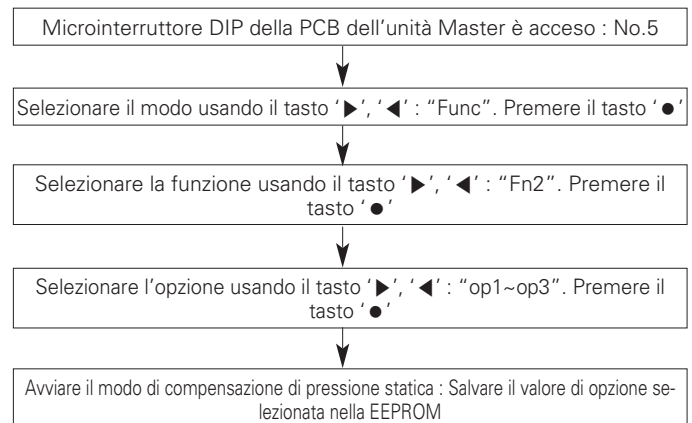 Microinterruttore DIP della PCB dell'unità Master è acceso : No.5
Selezionare il modo usando il tasto ‘▶’, ‘◀’ : “Func”. Premere il tasto ‘●’
Selezionare la funzione usando il tasto ‘▶’, ‘◀’ : “Fn2”. Premere il
tasto ‘●’
Selezionare l'opzione usando il tasto ‘▶’, ‘◀’ : “op1~op3”. Premere il
tasto ‘●’
Avviare il modo di compensazione di pressione statica : Salvare il valore di opzione se-
lezionata nella EEPROM